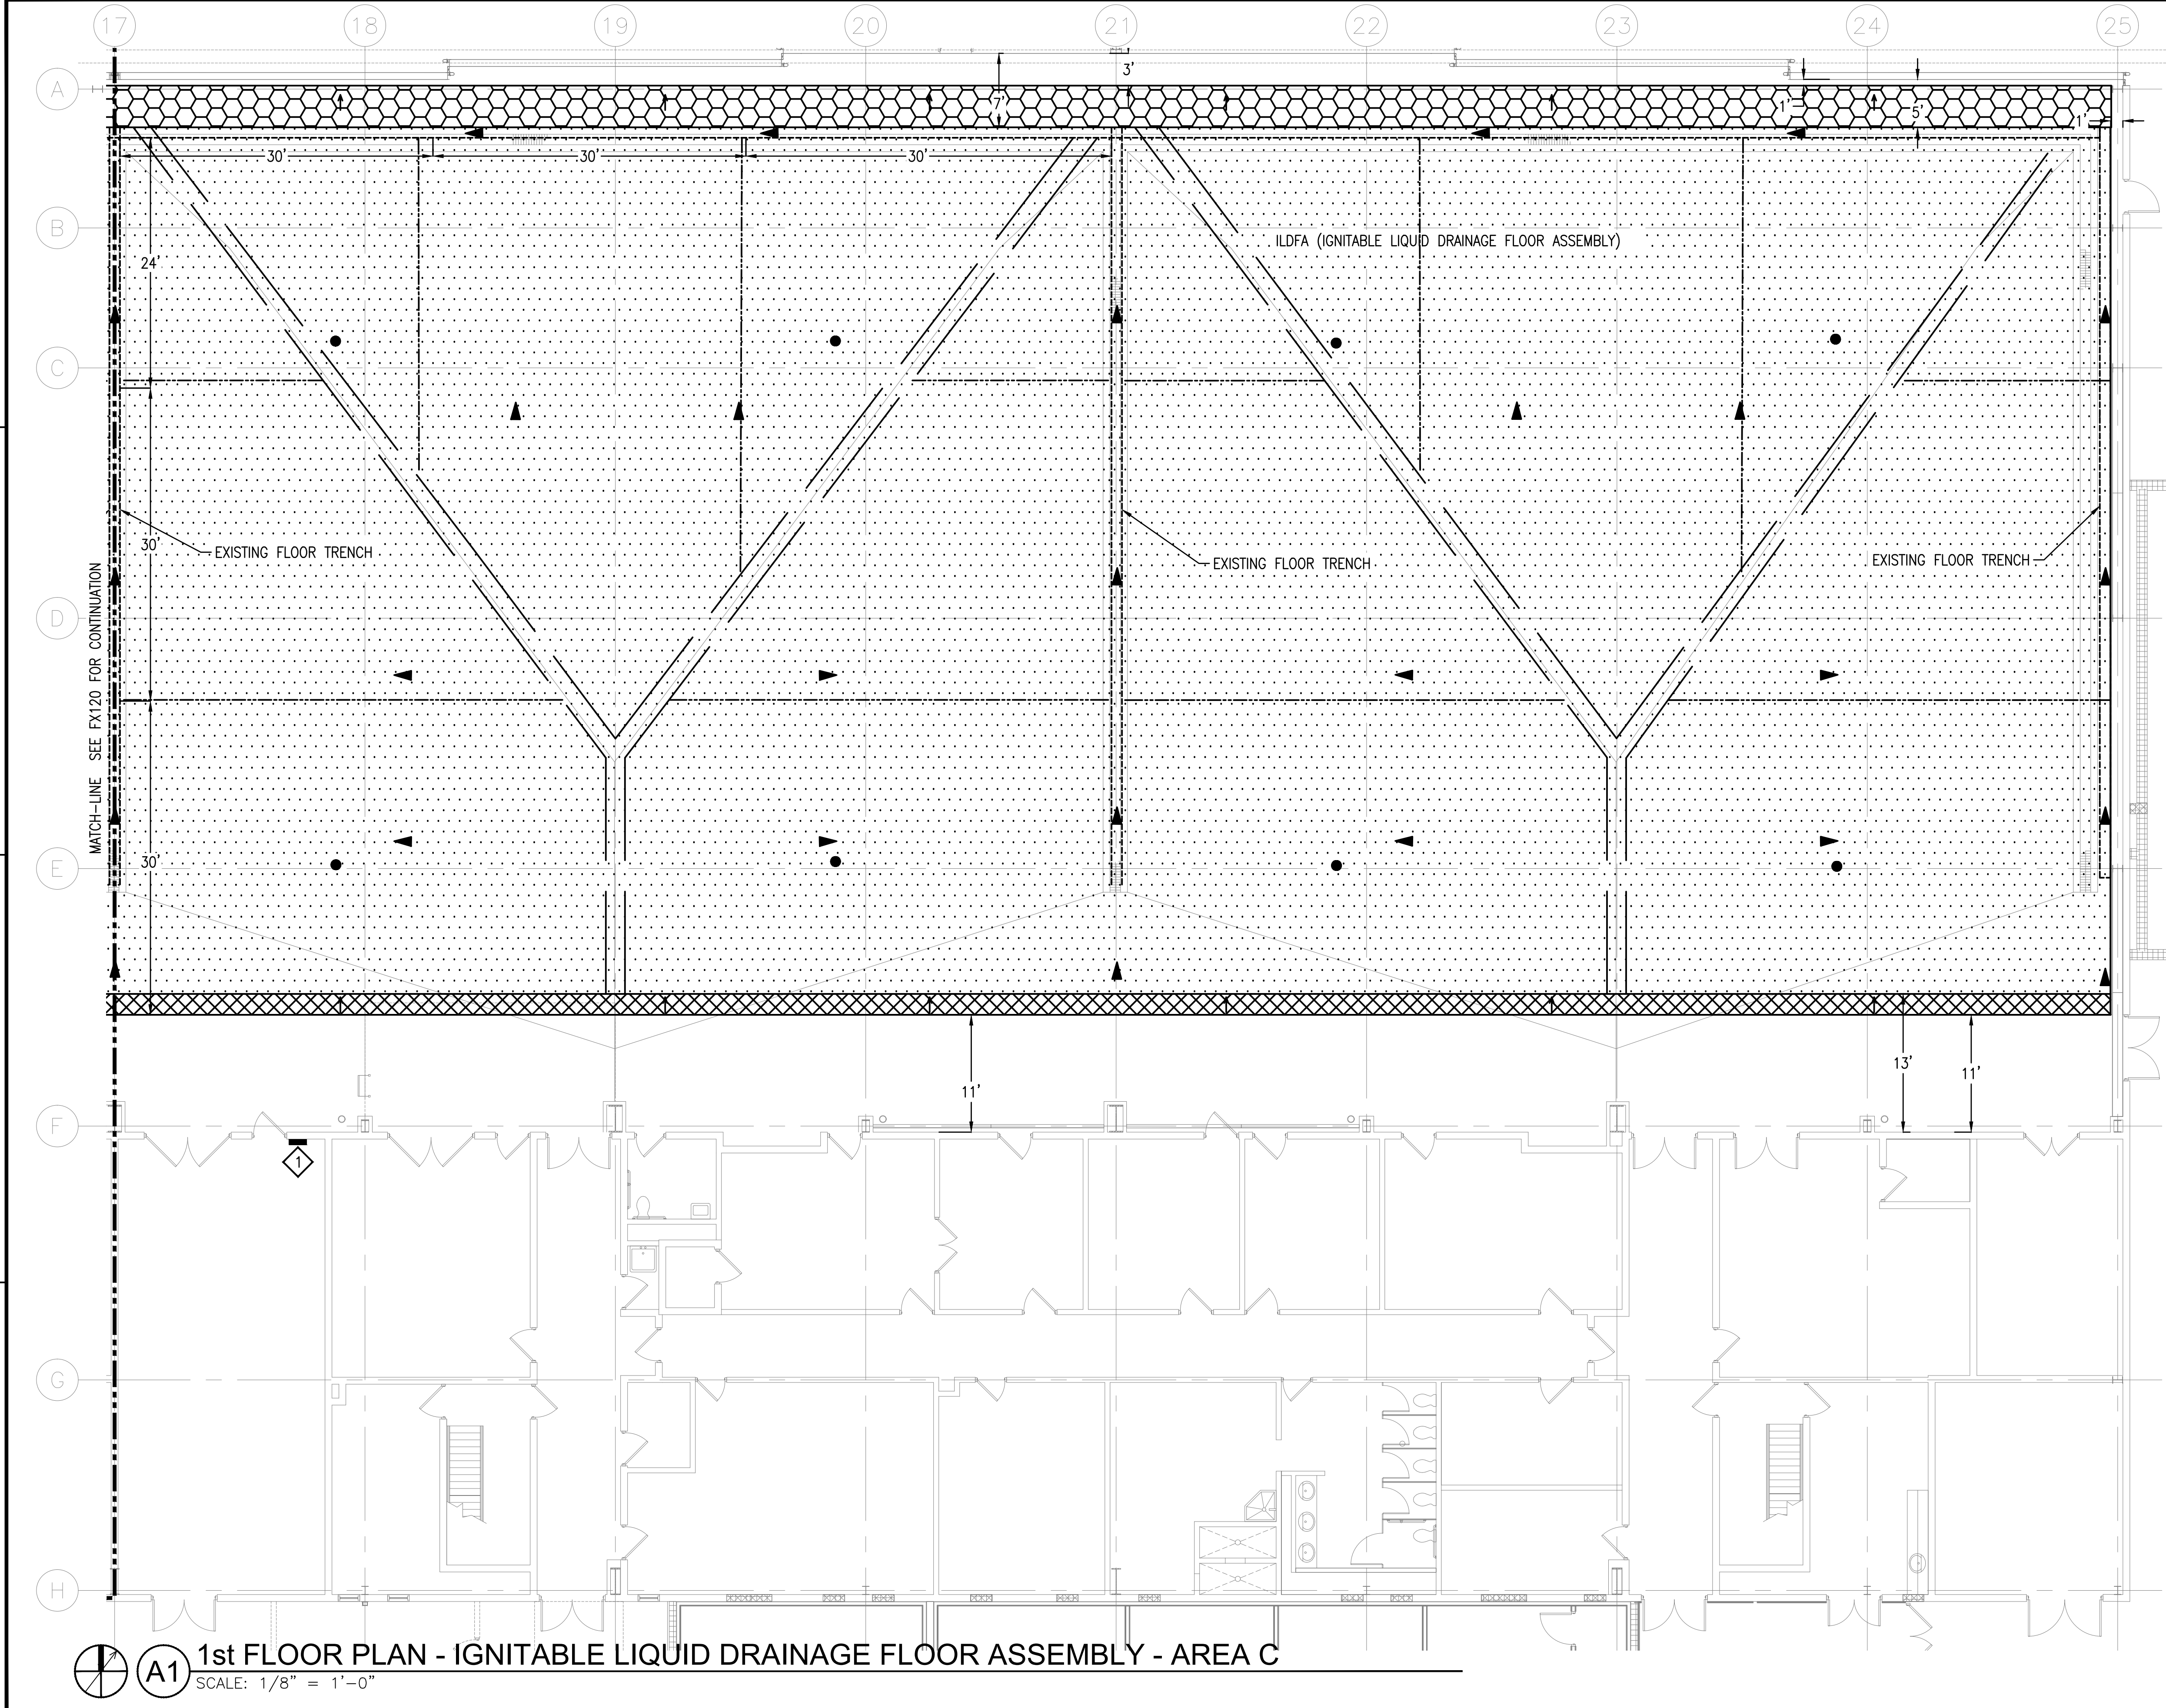 17 18 19 20 21 22 23 24 25
3'
A
7'
1'
5'
1'
30' 30' 30'
B
ILDFA (IGNITABLE LIQUID DRAINAGE FLOOR ASSEMBLY)
24'
C
30'
EXISTING FLOOR TRENCH
EXISTING FLOOR TRENCH
EXISTING FLOOR TRENCH
D
MATCH-LINE SEE FX120 FOR CONTINUATION
30'
E
13'
11'
11'
F
1
G
H
A1
1st FLOOR PLAN - IGNITABLE LIQUID DRAINAGE FLOOR ASSEMBLY - AREA C
SCALE: 1/8" = 1'-0"